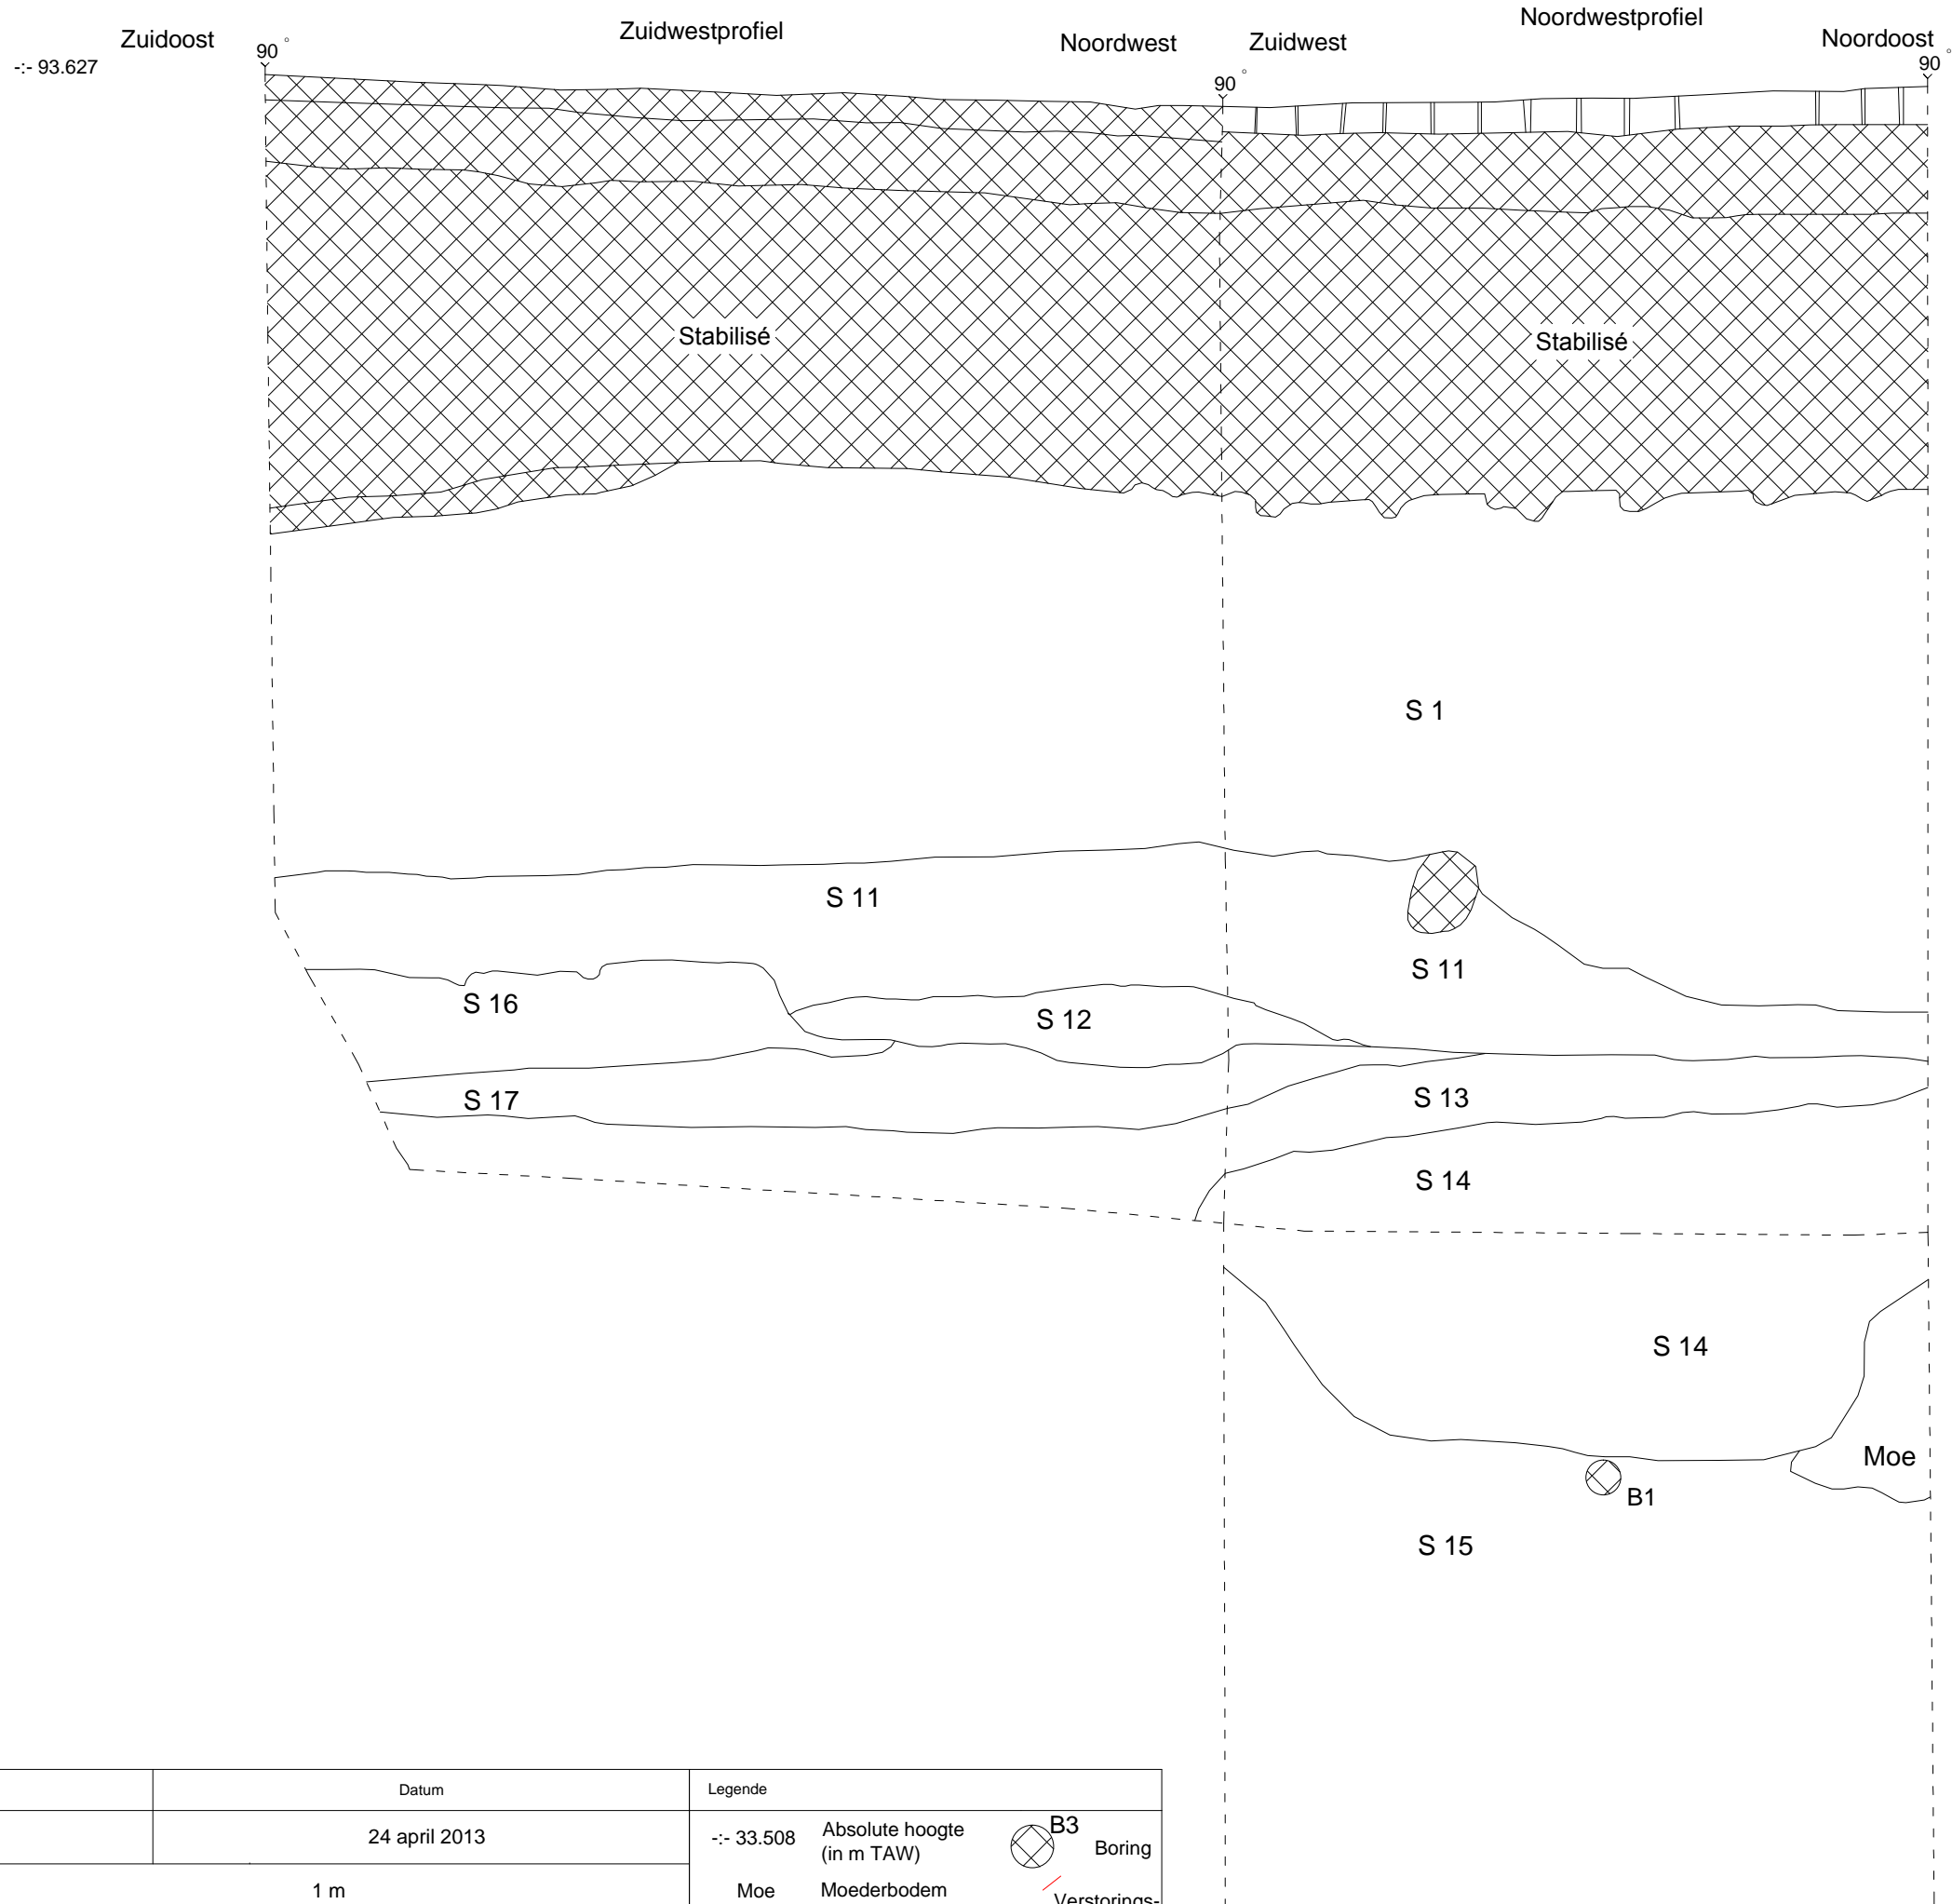 Zuidoost
Zuidwestprofiel
Noordwest
Zuidwest
Noordwestprofiel
Noordoost
-:- 93.627
90°
90°
90°
Stabilisé
Stabilisé
S 1
S 11
S 11
S 16
S 12
S 17
S 13
S 14
S 14
Moe
B1
S 15
Datum
Legende
24 april 2013
-:- 33.508
Absolute hoogte
(in m TAW)
B3
Boring
1 m
Moe
Moederbodem
Verstorings-